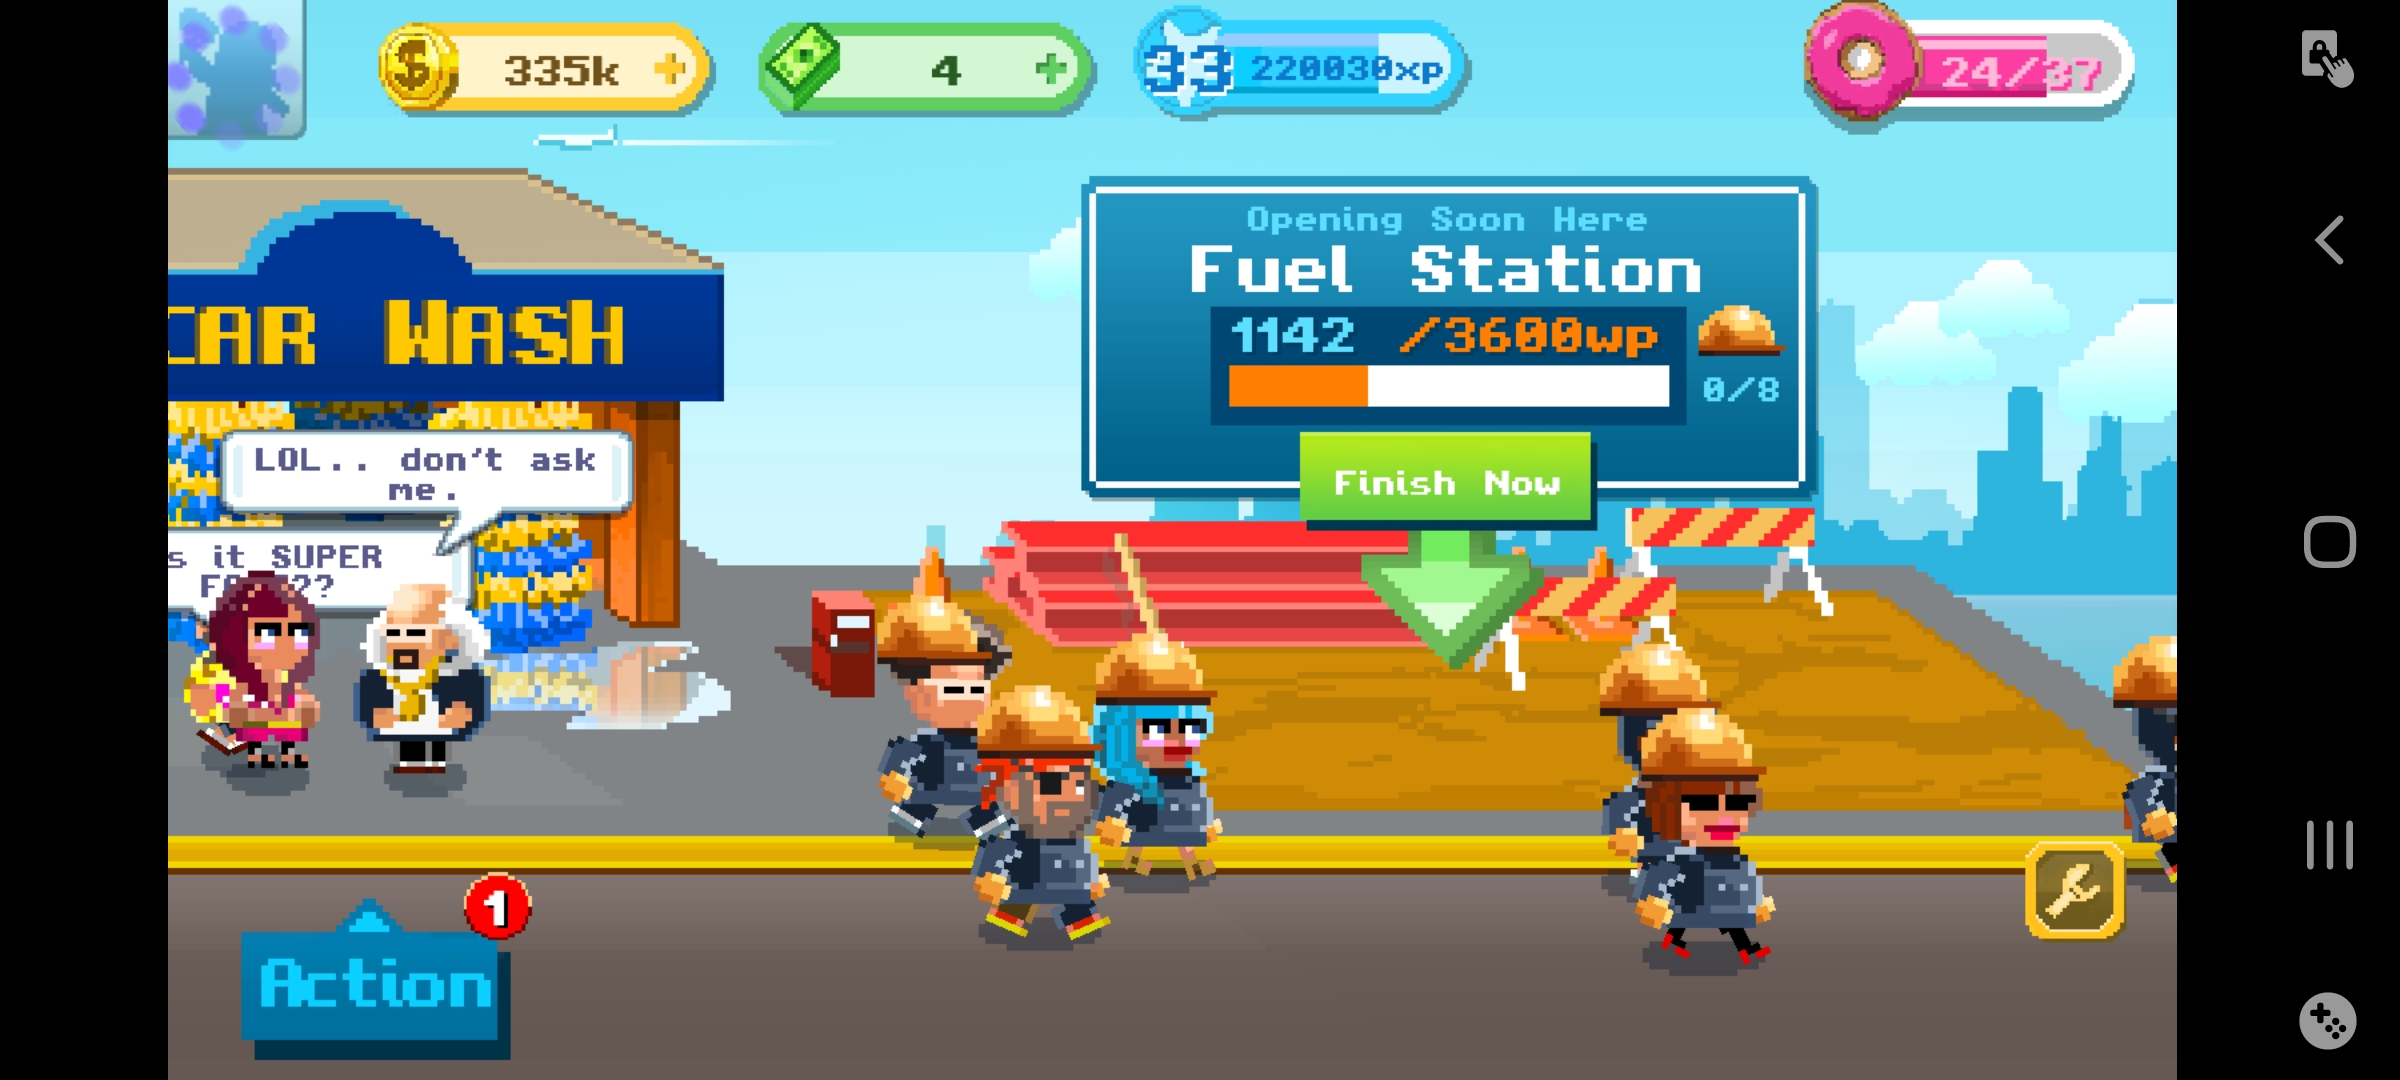 335k
4
33 220030xp
24/37
Opening Soon Here
Fuel Station
1142 /3600wp
0/8
Finish Now
CAR WASH
LOL.. don't ask
me.
s it SUPER
??
1
Action